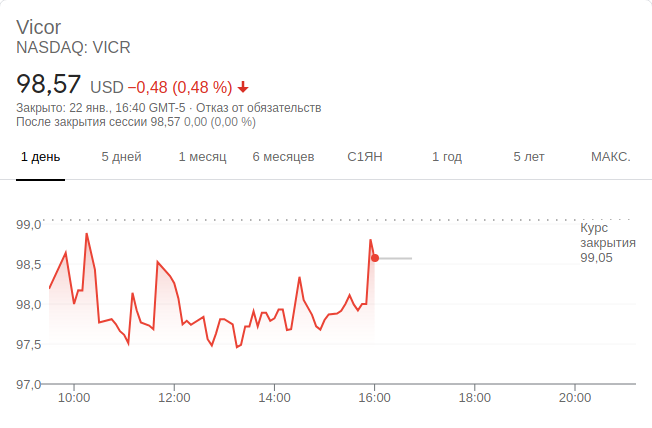 Vicor
NASDAQ: VICR
98,57 USD −0,48 (0,48 %)
Закрыто: 22 янв., 16:40 GMT-5 · Отказ от обязательств
После закрытия сессии 98,57 0,00 (0,00 %)
1 день 5 дней 1 месяц 6 месяцев С1ЯН 1 год 5 лет МАКС.
99,0
Курс
закрытия
99,05
98,5
98,0
97,5
97,0
10:00 12:00 14:00 16:00 18:00 20:00